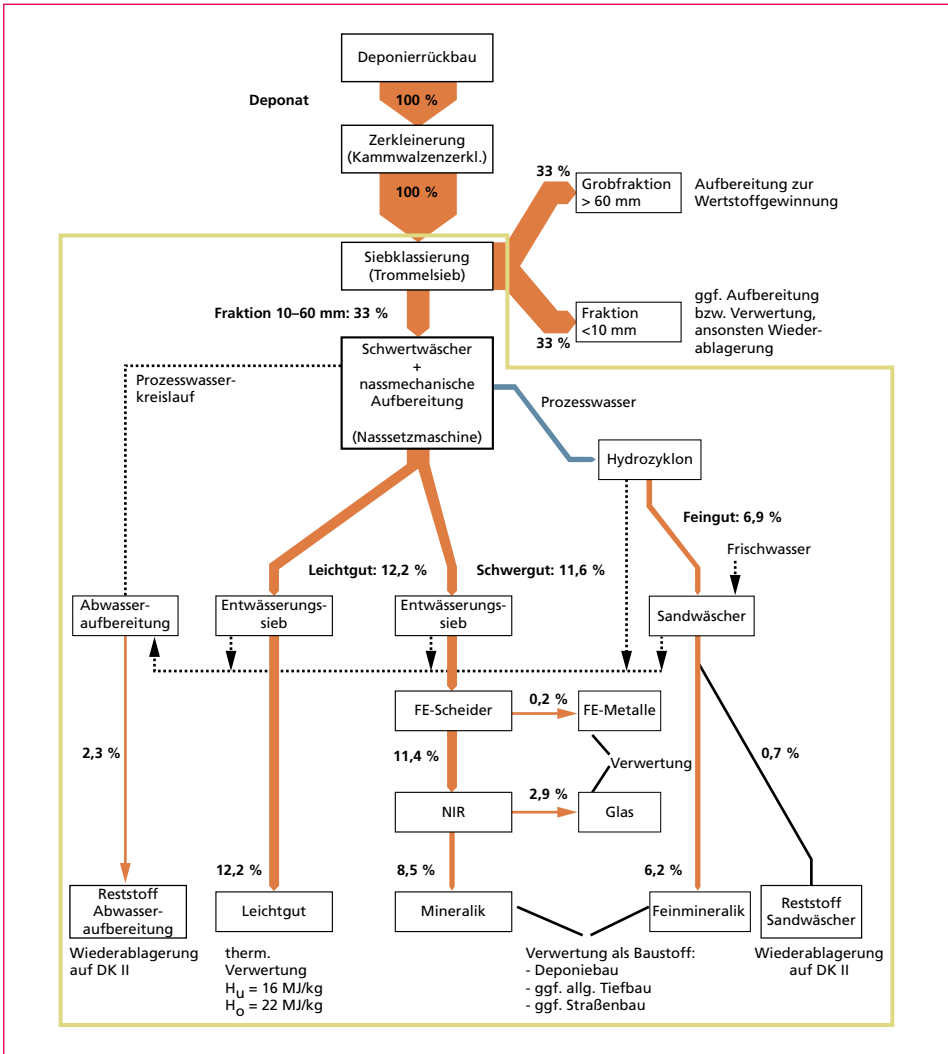 Deponierrückbau
Deponat
100 %
Zerkleinerung
(Kammwalzenzerkl.)
100 %
33 %
Grobfraktion
> 60 mm
Aufbereitung zur
Wertstoffgewinnung
Siebklassierung
(Trommelsieb)
Fraktion 10–60 mm: 33 %
Fraktion
<10 mm
33 %
ggf. Aufbereitung
bzw. Verwertung,
ansonsten Wieder-
ablagerung
Schwertwäscher
+
nassmechanische
Aufbereitung
(Nasssetzmaschine)
Prozesswasser-
kreislauf
Prozesswasser
Hydrozyklon
Feingut: 6,9 %
Frischwasser
Leichtgut: 12,2 %
Schwergut: 11,6 %
Abwasser-
aufbereitung
Entwässerungs-
sieb
Entwässerungs-
sieb
Sandwäscher
FE-Scheider
0,2 %
FE-Metalle
2,3 %
11,4 %
Verwertung
0,7 %
NIR
2,9 %
Glas
12,2 %
8,5 %
6,2 %
Reststoff
Abwasser-
aufbereitung
Leichtgut
Mineralik
Feinmineralik
Reststoff
Sandwäscher
Wiederablagerung
auf DK II
therm.
Verwertung
Hu = 16 MJ/kg
Ho = 22 MJ/kg
Verwertung als Baustoff:
- Deponiebau
- ggf. allg. Tiefbau
- ggf. Straßenbau
Wiederablagerung
auf DK II